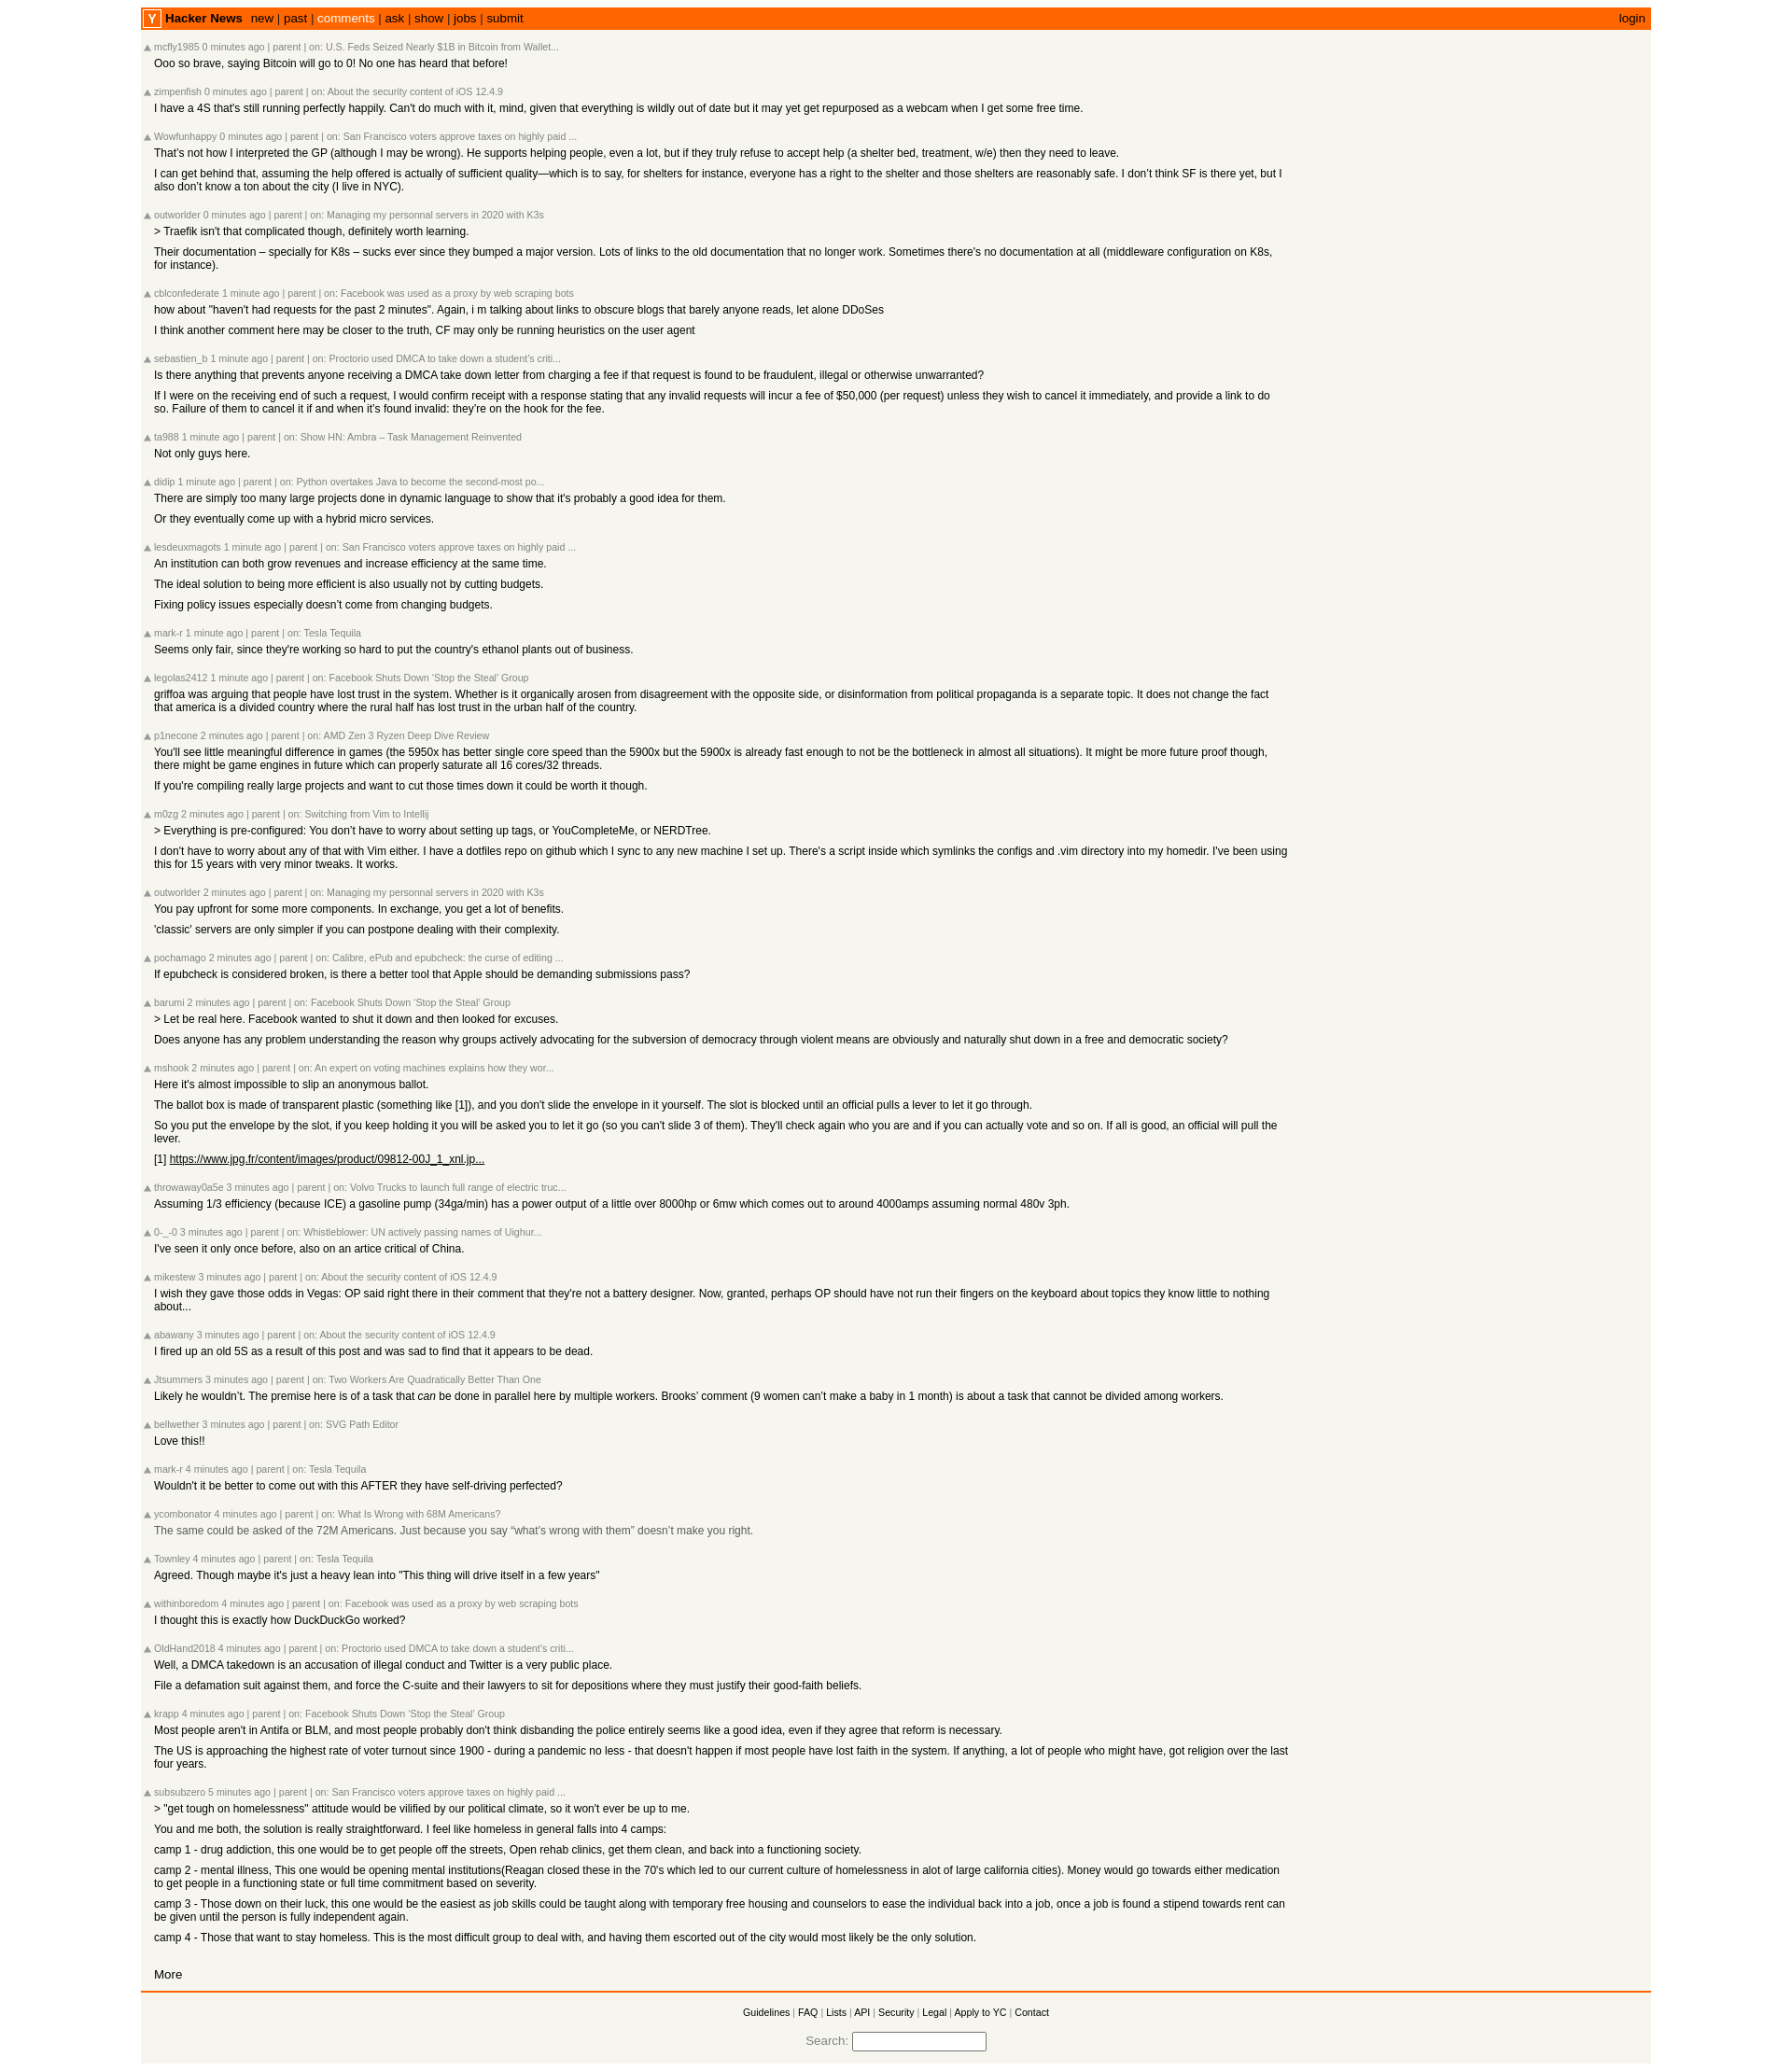 Y Hacker News new | past | comments | ask | show | jobs | submit login
mcfly1985 0 minutes ago | parent | on: U.S. Feds Seized Nearly $1B in Bitcoin from Wallet...
Ooo so brave, saying Bitcoin will go to 0! No one has heard that before!
zimpenfish 0 minutes ago | parent | on: About the security content of iOS 12.4.9
I have a 4S that's still running perfectly happily. Can't do much with it, mind, given that everything is wildly out of date but it may yet get repurposed as a webcam when I get some free time.
Wowfunhappy 0 minutes ago | parent | on: San Francisco voters approve taxes on highly paid ...
That's not how I interpreted the GP (although I may be wrong). He supports helping people, even a lot, but if they truly refuse to accept help (a shelter bed, treatment, w/e) then they need to leave.
I can get behind that, assuming the help offered is actually of sufficient quality—which is to say, for shelters for instance, everyone has a right to the shelter and those shelters are reasonably safe. I don't think SF is there yet, but I
also don't know a ton about the city (I live in NYC).
outworlder 0 minutes ago | parent | on: Managing my personnal servers in 2020 with K3s
> Traefik isn't that complicated though, definitely worth learning.
Their documentation – specially for K8s – sucks ever since they bumped a major version. Lots of links to the old documentation that no longer work. Sometimes there's no documentation at all (middleware configuration on K8s,
for instance).
cblconfederate 1 minute ago | parent | on: Facebook was used as a proxy by web scraping bots
how about "haven't had requests for the past 2 minutes". Again, i m talking about links to obscure blogs that barely anyone reads, let alone DDoSes
I think another comment here may be closer to the truth, CF may only be running heuristics on the user agent
sebastien_b 1 minute ago | parent | on: Proctorio used DMCA to take down a student's criti...
Is there anything that prevents anyone receiving a DMCA take down letter from charging a fee if that request is found to be fraudulent, illegal or otherwise unwarranted?
If I were on the receiving end of such a request, I would confirm receipt with a response stating that any invalid requests will incur a fee of $50,000 (per request) unless they wish to cancel it immediately, and provide a link to do
so. Failure of them to cancel it if and when it's found invalid: they're on the hook for the fee.
ta988 1 minute ago | parent | on: Show HN: Ambra – Task Management Reinvented
Not only guys here.
didip 1 minute ago | parent | on: Python overtakes Java to become the second-most po...
There are simply too many large projects done in dynamic language to show that it's probably a good idea for them.
Or they eventually come up with a hybrid micro services.
lesdeuxmagots 1 minute ago | parent | on: San Francisco voters approve taxes on highly paid ...
An institution can both grow revenues and increase efficiency at the same time.
The ideal solution to being more efficient is also usually not by cutting budgets.
Fixing policy issues especially doesn't come from changing budgets.
mark-r 1 minute ago | parent | on: Tesla Tequila
Seems only fair, since they're working so hard to put the country's ethanol plants out of business.
legolas2412 1 minute ago | parent | on: Facebook Shuts Down ‘Stop the Steal’ Group
griffoa was arguing that people have lost trust in the system. Whether is it organically arosen from disagreement with the opposite side, or disinformation from political propaganda is a separate topic. It does not change the fact
that america is a divided country where the rural half has lost trust in the urban half of the country.
p1necone 2 minutes ago | parent | on: AMD Zen 3 Ryzen Deep Dive Review
You'll see little meaningful difference in games (the 5950x has better single core speed than the 5900x but the 5900x is already fast enough to not be the bottleneck in almost all situations). It might be more future proof though,
there might be game engines in future which can properly saturate all 16 cores/32 threads.
If you're compiling really large projects and want to cut those times down it could be worth it though.
m0zg 2 minutes ago | parent | on: Switching from Vim to Intellij
> Everything is pre-configured: You don't have to worry about setting up tags, or YouCompleteMe, or NERDTree.
I don't have to worry about any of that with Vim either. I have a dotfiles repo on github which I sync to any new machine I set up. There's a script inside which symlinks the configs and .vim directory into my homedir. I've been using
this for 15 years with very minor tweaks. It works.
outworlder 2 minutes ago | parent | on: Managing my personnal servers in 2020 with K3s
You pay upfront for some more components. In exchange, you get a lot of benefits.
'classic' servers are only simpler if you can postpone dealing with their complexity.
pochamago 2 minutes ago | parent | on: Calibre, ePub and epubcheck: the curse of editing ...
If epubcheck is considered broken, is there a better tool that Apple should be demanding submissions pass?
barumi 2 minutes ago | parent | on: Facebook Shuts Down ‘Stop the Steal’ Group
> Let be real here. Facebook wanted to shut it down and then looked for excuses.
Does anyone has any problem understanding the reason why groups actively advocating for the subversion of democracy through violent means are obviously and naturally shut down in a free and democratic society?
mshook 2 minutes ago | parent | on: An expert on voting machines explains how they wor...
Here it's almost impossible to slip an anonymous ballot.
The ballot box is made of transparent plastic (something like [1]), and you don't slide the envelope in it yourself. The slot is blocked until an official pulls a lever to let it go through.
So you put the envelope by the slot, if you keep holding it you will be asked you to let it go (so you can't slide 3 of them). They'll check again who you are and if you can actually vote and so on. If all is good, an official will pull the
lever.
[1] https://www.jpg.fr/content/images/product/09812-00J_1_xnl.jp...
throwaway0a5e 3 minutes ago | parent | on: Volvo Trucks to launch full range of electric truc...
Assuming 1/3 efficiency (because ICE) a gasoline pump (34ga/min) has a power output of a little over 8000hp or 6mw which comes out to around 4000amps assuming normal 480v 3ph.
0-_-0 3 minutes ago | parent | on: Whistleblower: UN actively passing names of Uighur...
I've seen it only once before, also on an artice critical of China.
mikestew 3 minutes ago | parent | on: About the security content of iOS 12.4.9
I wish they gave those odds in Vegas: OP said right there in their comment that they're not a battery designer. Now, granted, perhaps OP should have not run their fingers on the keyboard about topics they know little to nothing
about...
abawany 3 minutes ago | parent | on: About the security content of iOS 12.4.9
I fired up an old 5S as a result of this post and was sad to find that it appears to be dead.
Jtsummers 3 minutes ago | parent | on: Two Workers Are Quadratically Better Than One
Likely he wouldn't. The premise here is of a task that can be done in parallel here by multiple workers. Brooks' comment (9 women can't make a baby in 1 month) is about a task that cannot be divided among workers.
bellwether 3 minutes ago | parent | on: SVG Path Editor
Love this!!
mark-r 4 minutes ago | parent | on: Tesla Tequila
Wouldn't it be better to come out with this AFTER they have self-driving perfected?
ycombonator 4 minutes ago | parent | on: What Is Wrong with 68M Americans?
The same could be asked of the 72M Americans. Just because you say “what's wrong with them” doesn't make you right.
Townley 4 minutes ago | parent | on: Tesla Tequila
Agreed. Though maybe it's just a heavy lean into "This thing will drive itself in a few years"
withinboredom 4 minutes ago | parent | on: Facebook was used as a proxy by web scraping bots
I thought this is exactly how DuckDuckGo worked?
OldHand2018 4 minutes ago | parent | on: Proctorio used DMCA to take down a student's criti...
Well, a DMCA takedown is an accusation of illegal conduct and Twitter is a very public place.
File a defamation suit against them, and force the C-suite and their lawyers to sit for depositions where they must justify their good-faith beliefs.
krapp 4 minutes ago | parent | on: Facebook Shuts Down ‘Stop the Steal’ Group
Most people aren't in Antifa or BLM, and most people probably don't think disbanding the police entirely seems like a good idea, even if they agree that reform is necessary.
The US is approaching the highest rate of voter turnout since 1900 - during a pandemic no less - that doesn't happen if most people have lost faith in the system. If anything, a lot of people who might have, got religion over the last
four years.
subsubzero 5 minutes ago | parent | on: San Francisco voters approve taxes on highly paid ...
> "get tough on homelessness" attitude would be vilified by our political climate, so it won't ever be up to me.
You and me both, the solution is really straightforward. I feel like homeless in general falls into 4 camps:
camp 1 - drug addiction, this one would be to get people off the streets, Open rehab clinics, get them clean, and back into a functioning society.
camp 2 - mental illness, This one would be opening mental institutions(Reagan closed these in the 70's which led to our current culture of homelessness in alot of large california cities). Money would go towards either medication
to get people in a functioning state or full time commitment based on severity.
camp 3 - Those down on their luck, this one would be the easiest as job skills could be taught along with temporary free housing and counselors to ease the individual back into a job, once a job is found a stipend towards rent can
be given until the person is fully independent again.
camp 4 - Those that want to stay homeless. This is the most difficult group to deal with, and having them escorted out of the city would most likely be the only solution.
More
Guidelines | FAQ | Lists | API | Security | Legal | Apply to YC | Contact
Search: